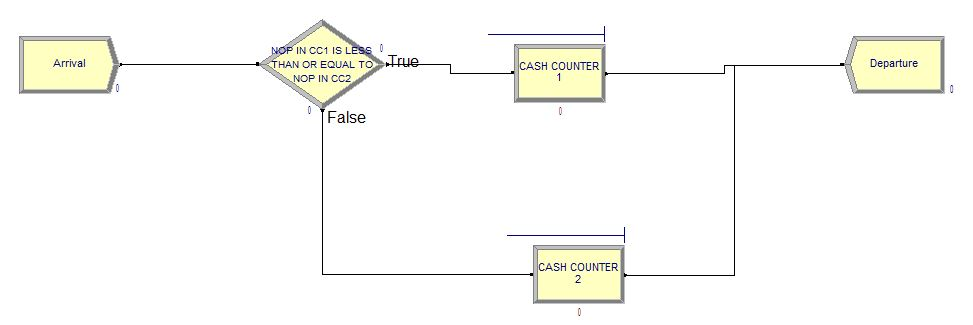 Arrival
0
NOP IN CC1 IS LESS
THAN OR EQUAL TO
NOP IN CC2
0
True
0
False
CASH COUNTER
1
0
Departure
0
CASH COUNTER
2
0